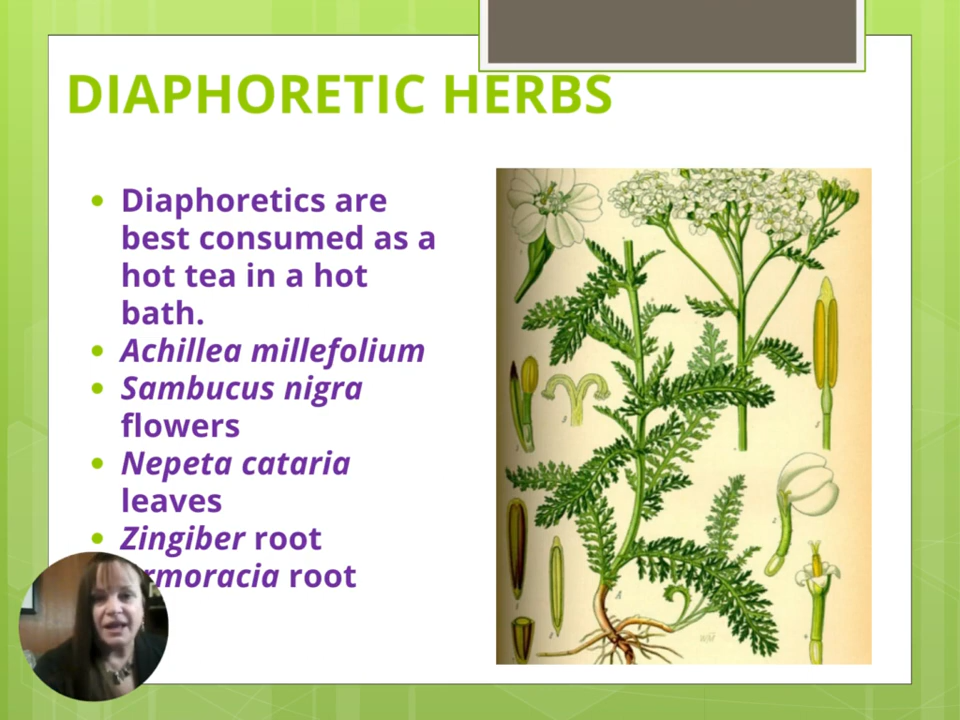 DIAPHORETIC HERBS
Diaphoretics are
best consumed as a
hot tea in a hot
bath.
Achillea millefolium
Sambucus nigra
flowers
Nepeta cataria
leaves
Zingiber root
rmoracia root